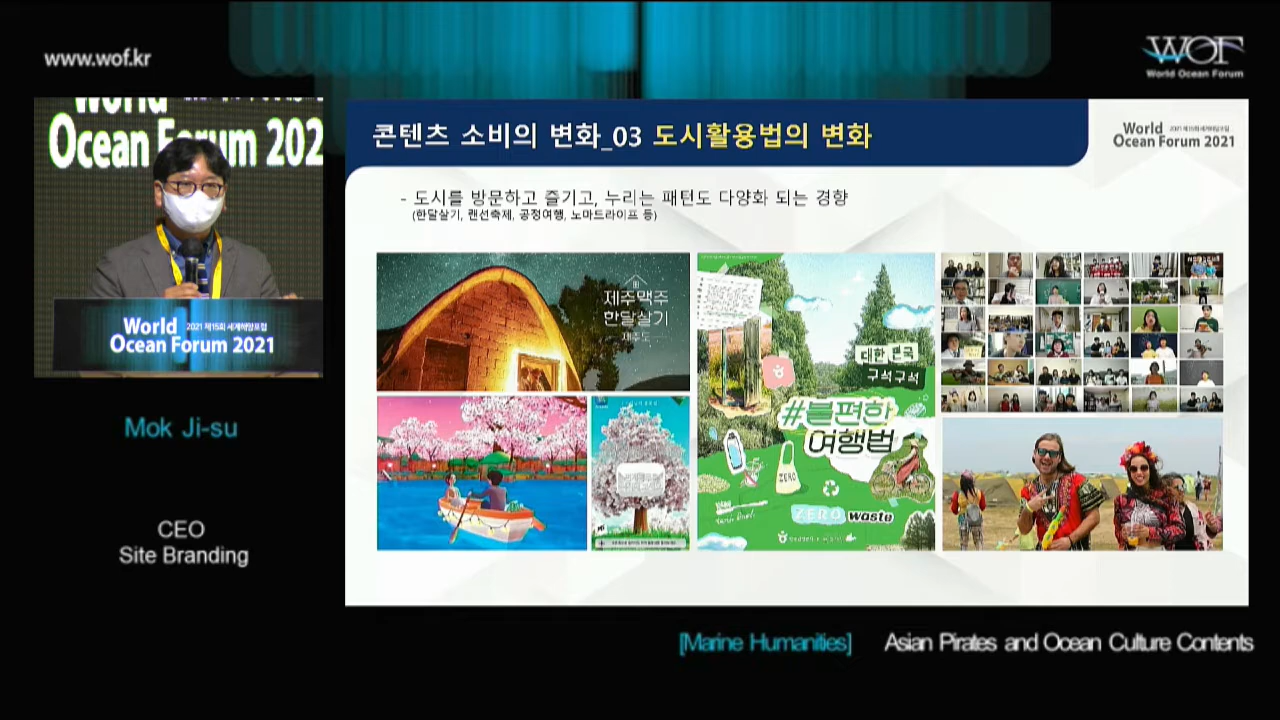 www.wof.kr
WOF
World Ocean Forum
World
Ocean Forum 202
World 2021 제15회 세계해양포럼
Ocean Forum 2021
Mok Ji-su
CEO
Site Branding
콘텐츠 소비의 변화_03 도시활용법의 변화
World 2021 제15회 세계해양포럼
Ocean Forum 2021
- 도시를 방문하고 즐기고, 누리는 패턴도 다양화 되는 경향
(한달살기, 랜선축제, 공정여행, 노마드라이프 등)
제주맥주
한달살기
제주도
대한민국
구석구석
#불편한
여행법
ZERO
ZERO waste
[Marine Humanities] Asian Pirates and Ocean Culture Contents